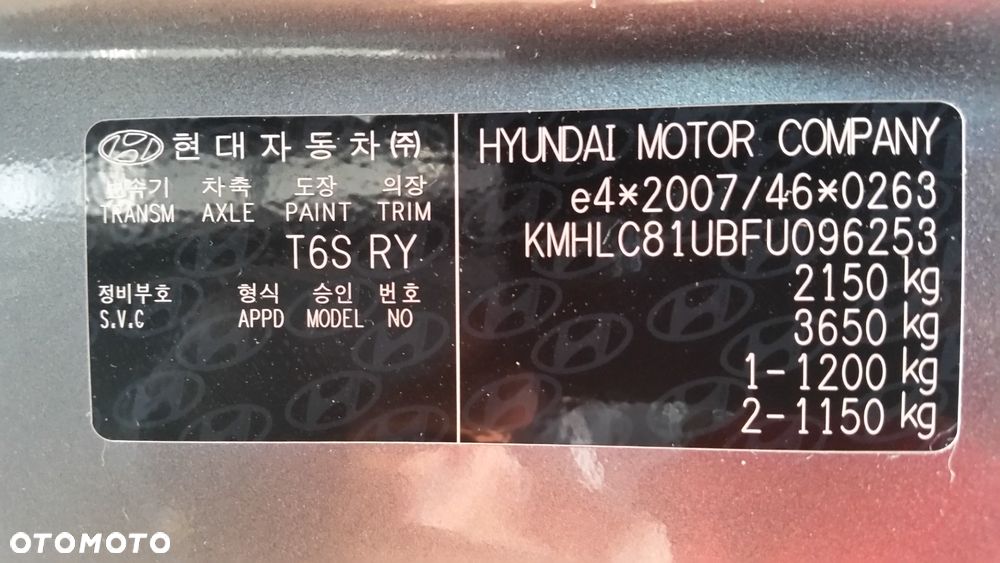 현대자동차㈜
변속기 차축 도장 의장
TRANSM AXLE PAINT TRIM
T6S RY
정비부호 형식 승인 번호
S.V.C APPD MODEL NO
HYUNDAI MOTOR COMPANY
e4*2007/46*0263
KMHLC81UBFU096253
2150 kg
3650 kg
1-1200 kg
2-1150 kg
OTOMOTO